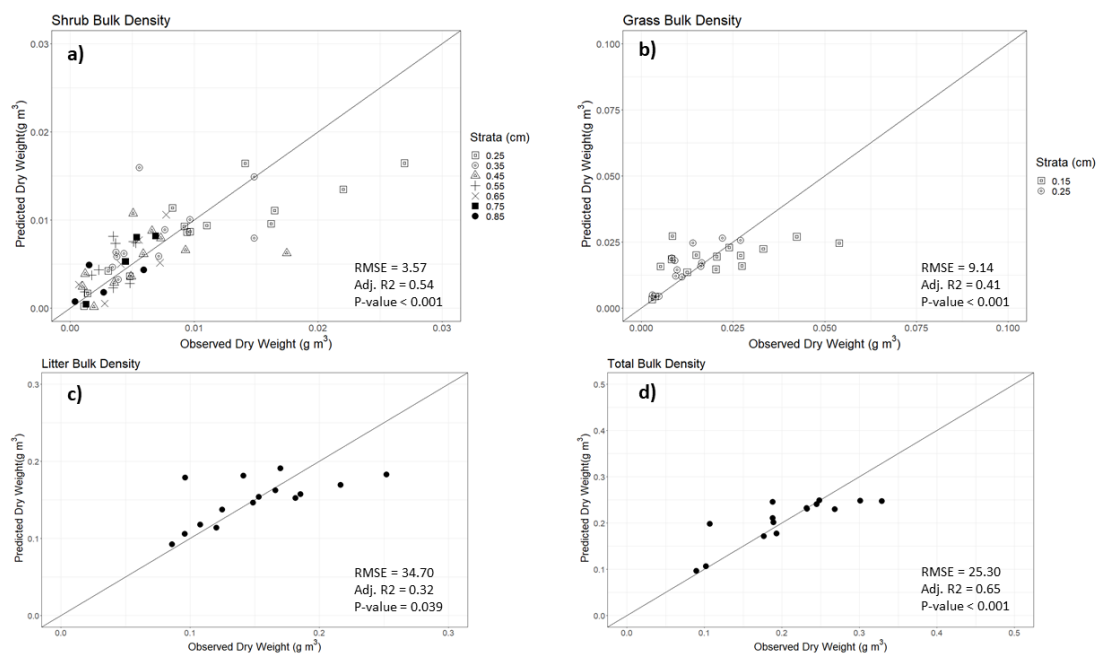 Shrub Bulk Density
a)
0.03
0.02
0.01
0.00
0.00 0.01 0.02 0.03
Predicted Dry Weight(g m³)
Observed Dry Weight (g m³)
Strata (cm)
0.25
0.35
0.45
0.55
0.65
0.75
0.85
RMSE = 3.57
Adj. R2 = 0.54
P-value < 0.001
Grass Bulk Density
b)
0.100
0.075
0.050
0.025
0.000
0.000 0.025 0.050 0.075 0.100
Predicted Dry Weight(g m³)
Observed Dry Weight (g m³)
Strata (cm)
0.15
0.25
RMSE = 9.14
Adj. R2 = 0.41
P-value < 0.001
Litter Bulk Density
c)
0.3
0.2
0.1
0.0
0.0 0.1 0.2 0.3
Predicted Dry Weight(g m³)
Observed Dry Weight (g m³)
RMSE = 34.70
Adj. R2 = 0.32
P-value = 0.039
Total Bulk Density
d)
0.5
0.4
0.3
0.2
0.1
0.0
0.0 0.1 0.2 0.3 0.4 0.5
Predicted Dry Weight(g m³)
Observed Dry Weight (g m³)
RMSE = 25.30
Adj. R2 = 0.65
P-value < 0.001